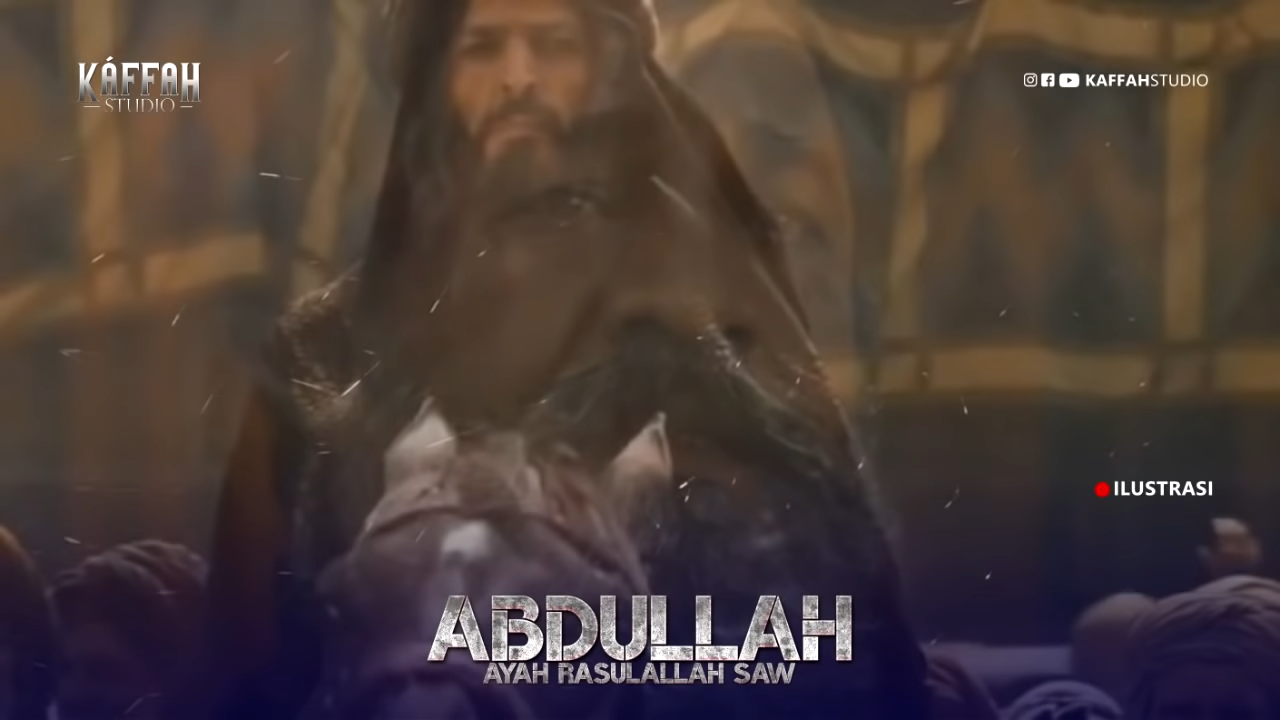 KÁFFAH
STUDIO
KAFFAHSTUDIO
ILUSTRASI
ABDULLAH
AYAH RASULALLAH SAW